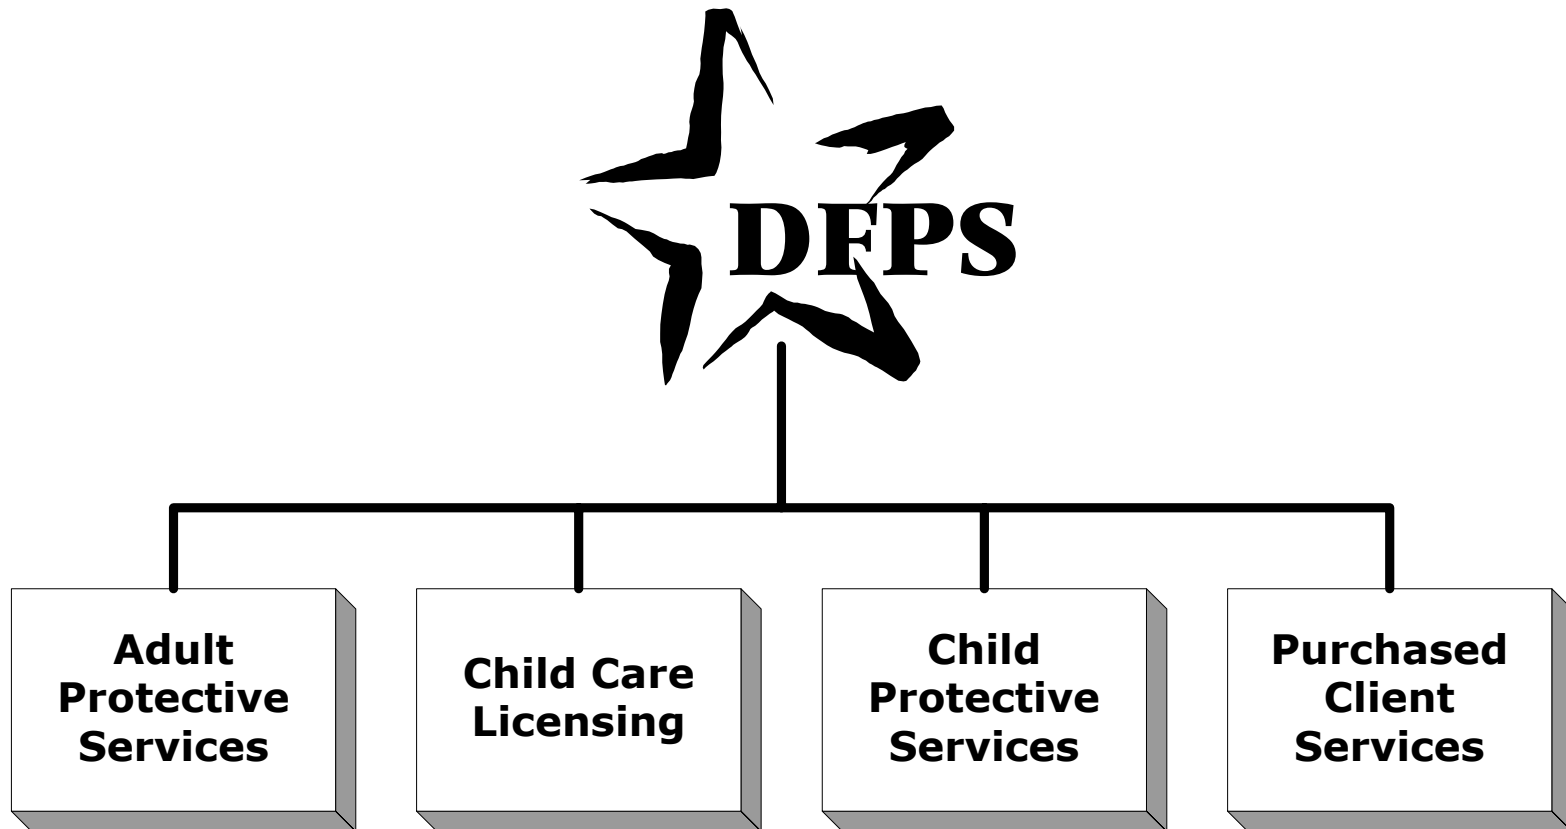 DFPS
Adult
Protective
Services
Child Care
Licensing
Child
Protective
Services
Purchased
Client
Services